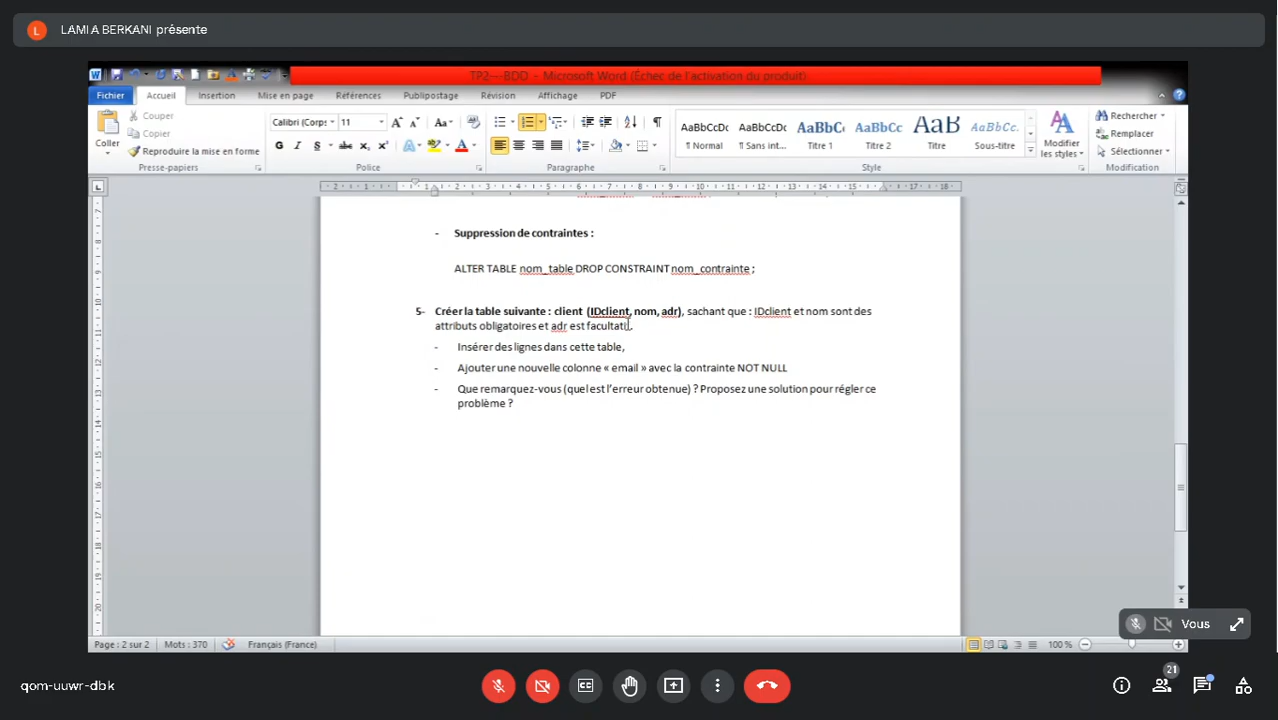 LAMIA BERKANI présente
TP2---BDD - Microsoft Word (Échec de l'activation du produit)
Fichier Accueil Insertion Mise en page Références Publipostage Révision Affichage PDF
Coller
Couper
Copier
Reproduire la mise en forme
Presse-papiers
Calibri (Corps 11
Police
Paragraphe
AaBbCcDc AaBbCcDc AaBbC AaBbCc AaB AaBbCc.
¶ Normal ¶ Sans int... Titre 1 Titre 2 Titre Sous-titre
Style
Modifier
les styles
Rechercher
Remplacer
Sélectionner
Modification
- Suppression de contraintes :
ALTER TABLE nom_table DROP CONSTRAINT nom_contrainte ;
5- Créer la table suivante : client (IDclient, nom, adr), sachant que : IDclient et nom sont des
attributs obligatoires et adr est facultati.
- Insérer des lignes dans cette table,
- Ajouter une nouvelle colonne « email » avec la contrainte NOT NULL
- Que remarquez-vous (quel est l'erreur obtenue) ? Proposez une solution pour régler ce
problème ?
Vous
Page : 2 sur 2 Mots : 370 Français (France) 100 %
qom-uuwr-dbk
21